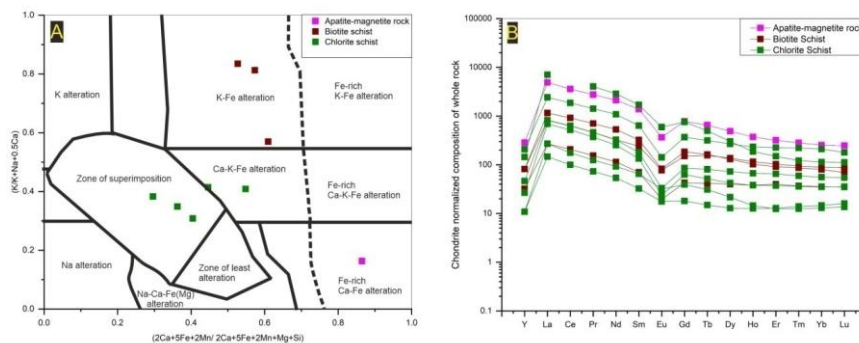 A
Apatite-magnetite rock
Biotite schist
Chlorite schist
K alteration
K-Fe alteration
Fe-rich
K-Fe alteration
Zone of superimposition
Ca-K-Fe alteration
Fe-rich
Ca-K-Fe alteration
Na alteration
Zone of least
alteration
Na-Ca-Fe(Mg)
alteration
Fe-rich
Ca-Fe alteration
1.0
0.8
0.6
0.4
0.2
0.0
0.0 0.2 0.4 0.6 0.8 1.0
(K/K+Na+0.5Ca)
(2Ca+5Fe+2Mn/ 2Ca+5Fe+2Mn+Mg+Si)
B
Apatite-magnetite rock
Biotite Schist
Chlorite Schist
100000
10000
1000
100
10
1
0.1
Chondrite normalized composition of whole rock
Y La Ce Pr Nd Sm Eu Gd Tb Dy Ho Er Tm Yb Lu